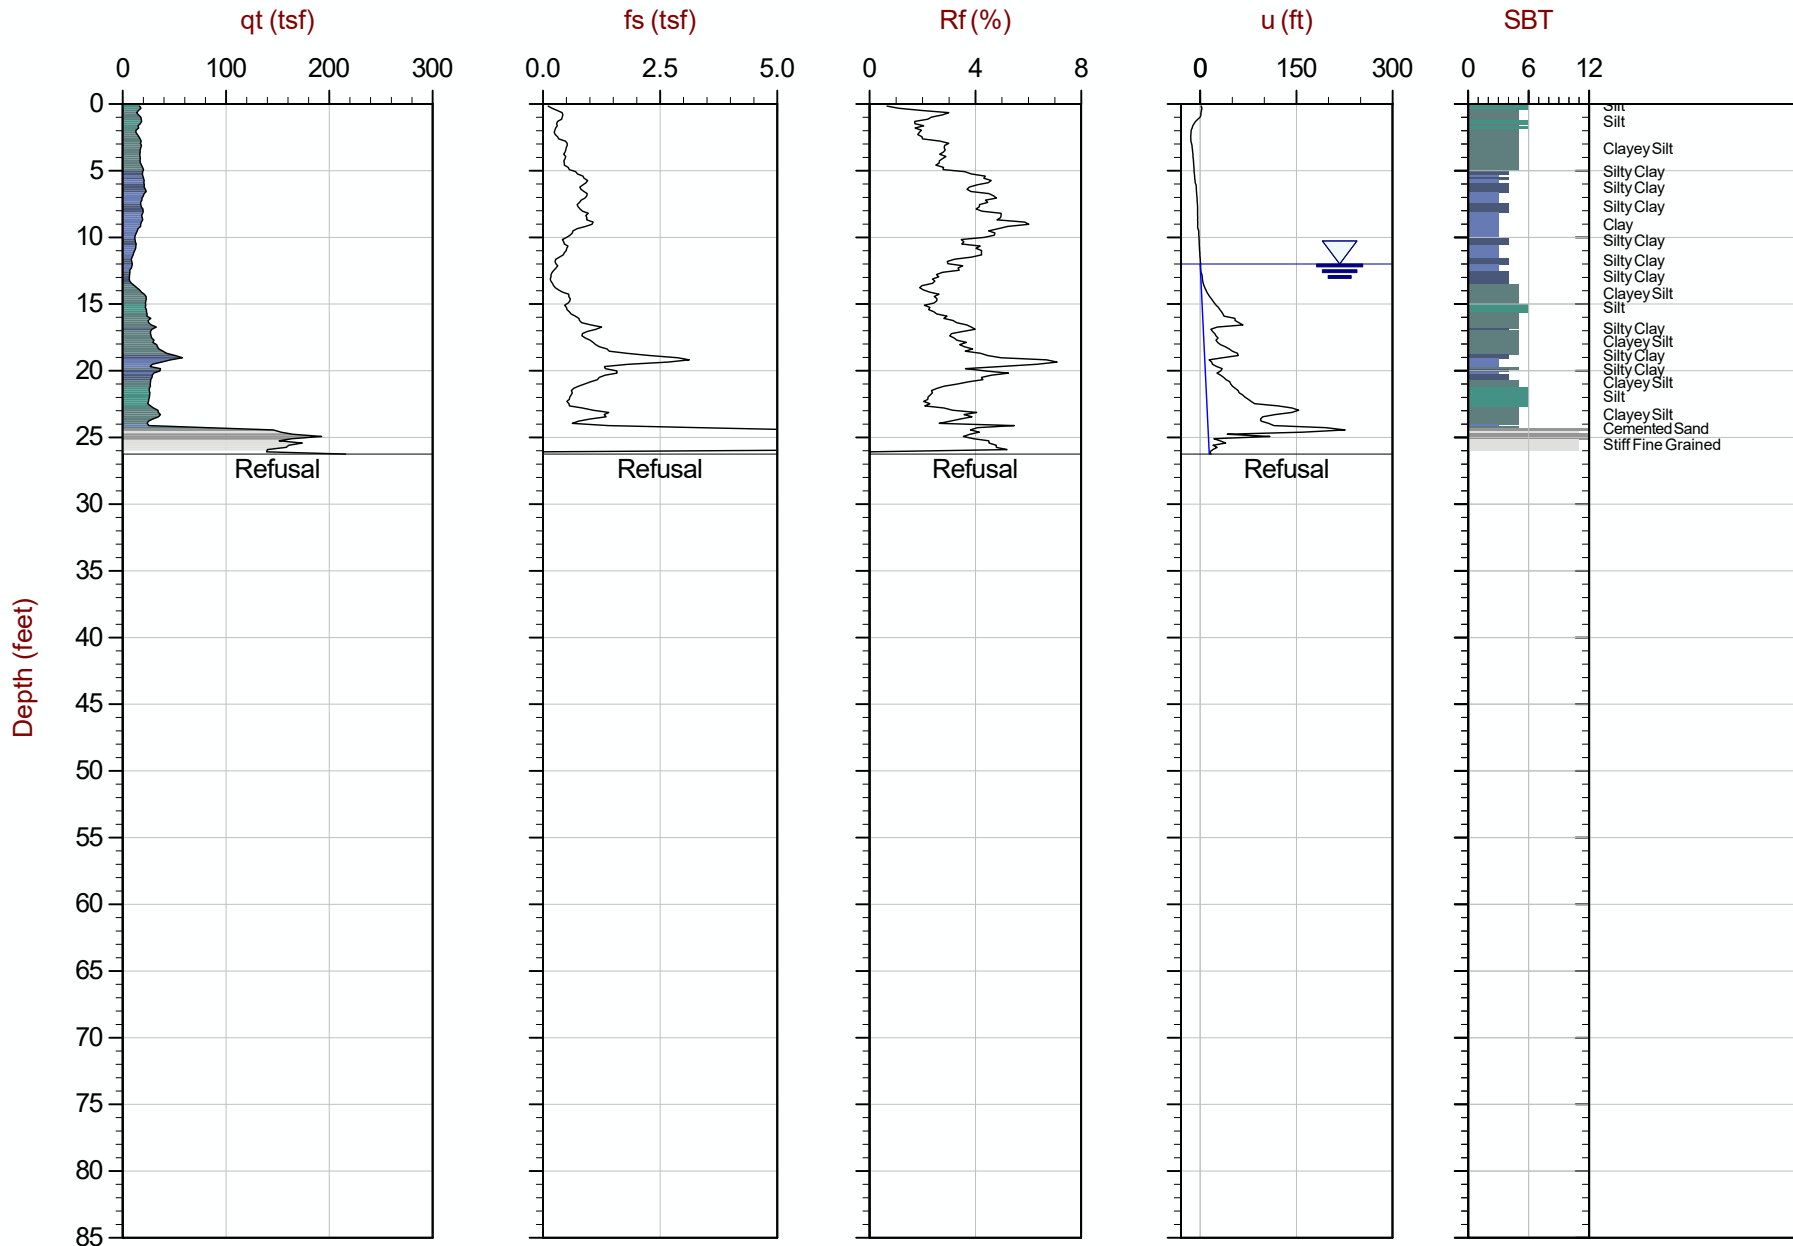 qt (tsf) fs (tsf) Rf (%) u (ft) SBT
0 100 200 300 0.0 2.5 5.0 0 4 8 0 150 300 0 6 12
Depth (feet)
0
5
10
15
20
25
30
35
40
45
50
55
60
65
70
75
80
85
Silt
Silt
Clayey Silt
Silty Clay
Silty Clay
Silty Clay
Clay
Silty Clay
Silty Clay
Silty Clay
Clayey Silt
Silt
Silty Clay
Clayey Silt
Silty Clay
Silty Clay
Clayey Silt
Silt
Clayey Silt
Cemented Sand
Stiff Fine Grained
Refusal Refusal Refusal Refusal